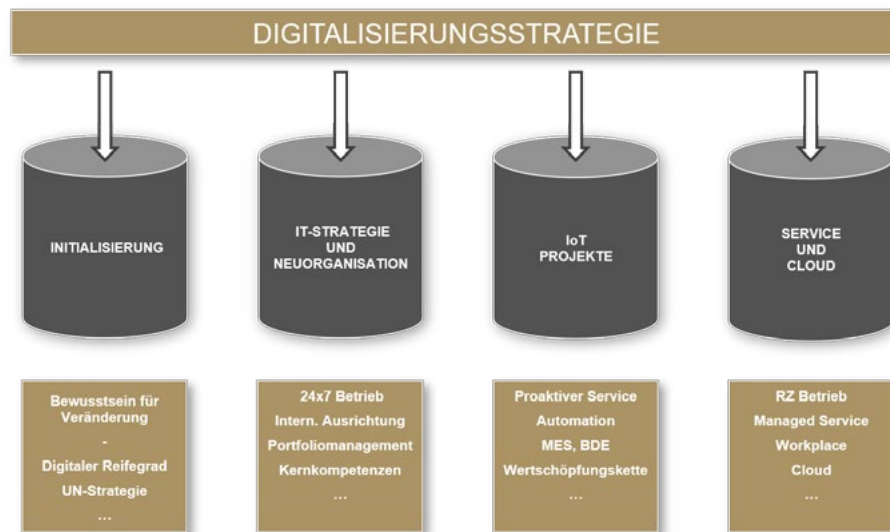 DIGITALISIERUNGSSTRATEGIE
INITIALISIERUNG
IT-STRATEGIE
UND
NEUORGANISATION
IoT
PROJEKTE
SERVICE
UND
CLOUD
Bewusstsein für
Veränderung
-
Digitaler Reifegrad
UN-Strategie
...
24x7 Betrieb
Intern. Ausrichtung
Portfoliomanagement
Kernkompetenzen
...
Proaktiver Service
Automation
MES, BDE
Wertschöpfungskette
...
RZ Betrieb
Managed Service
Workplace
Cloud
...